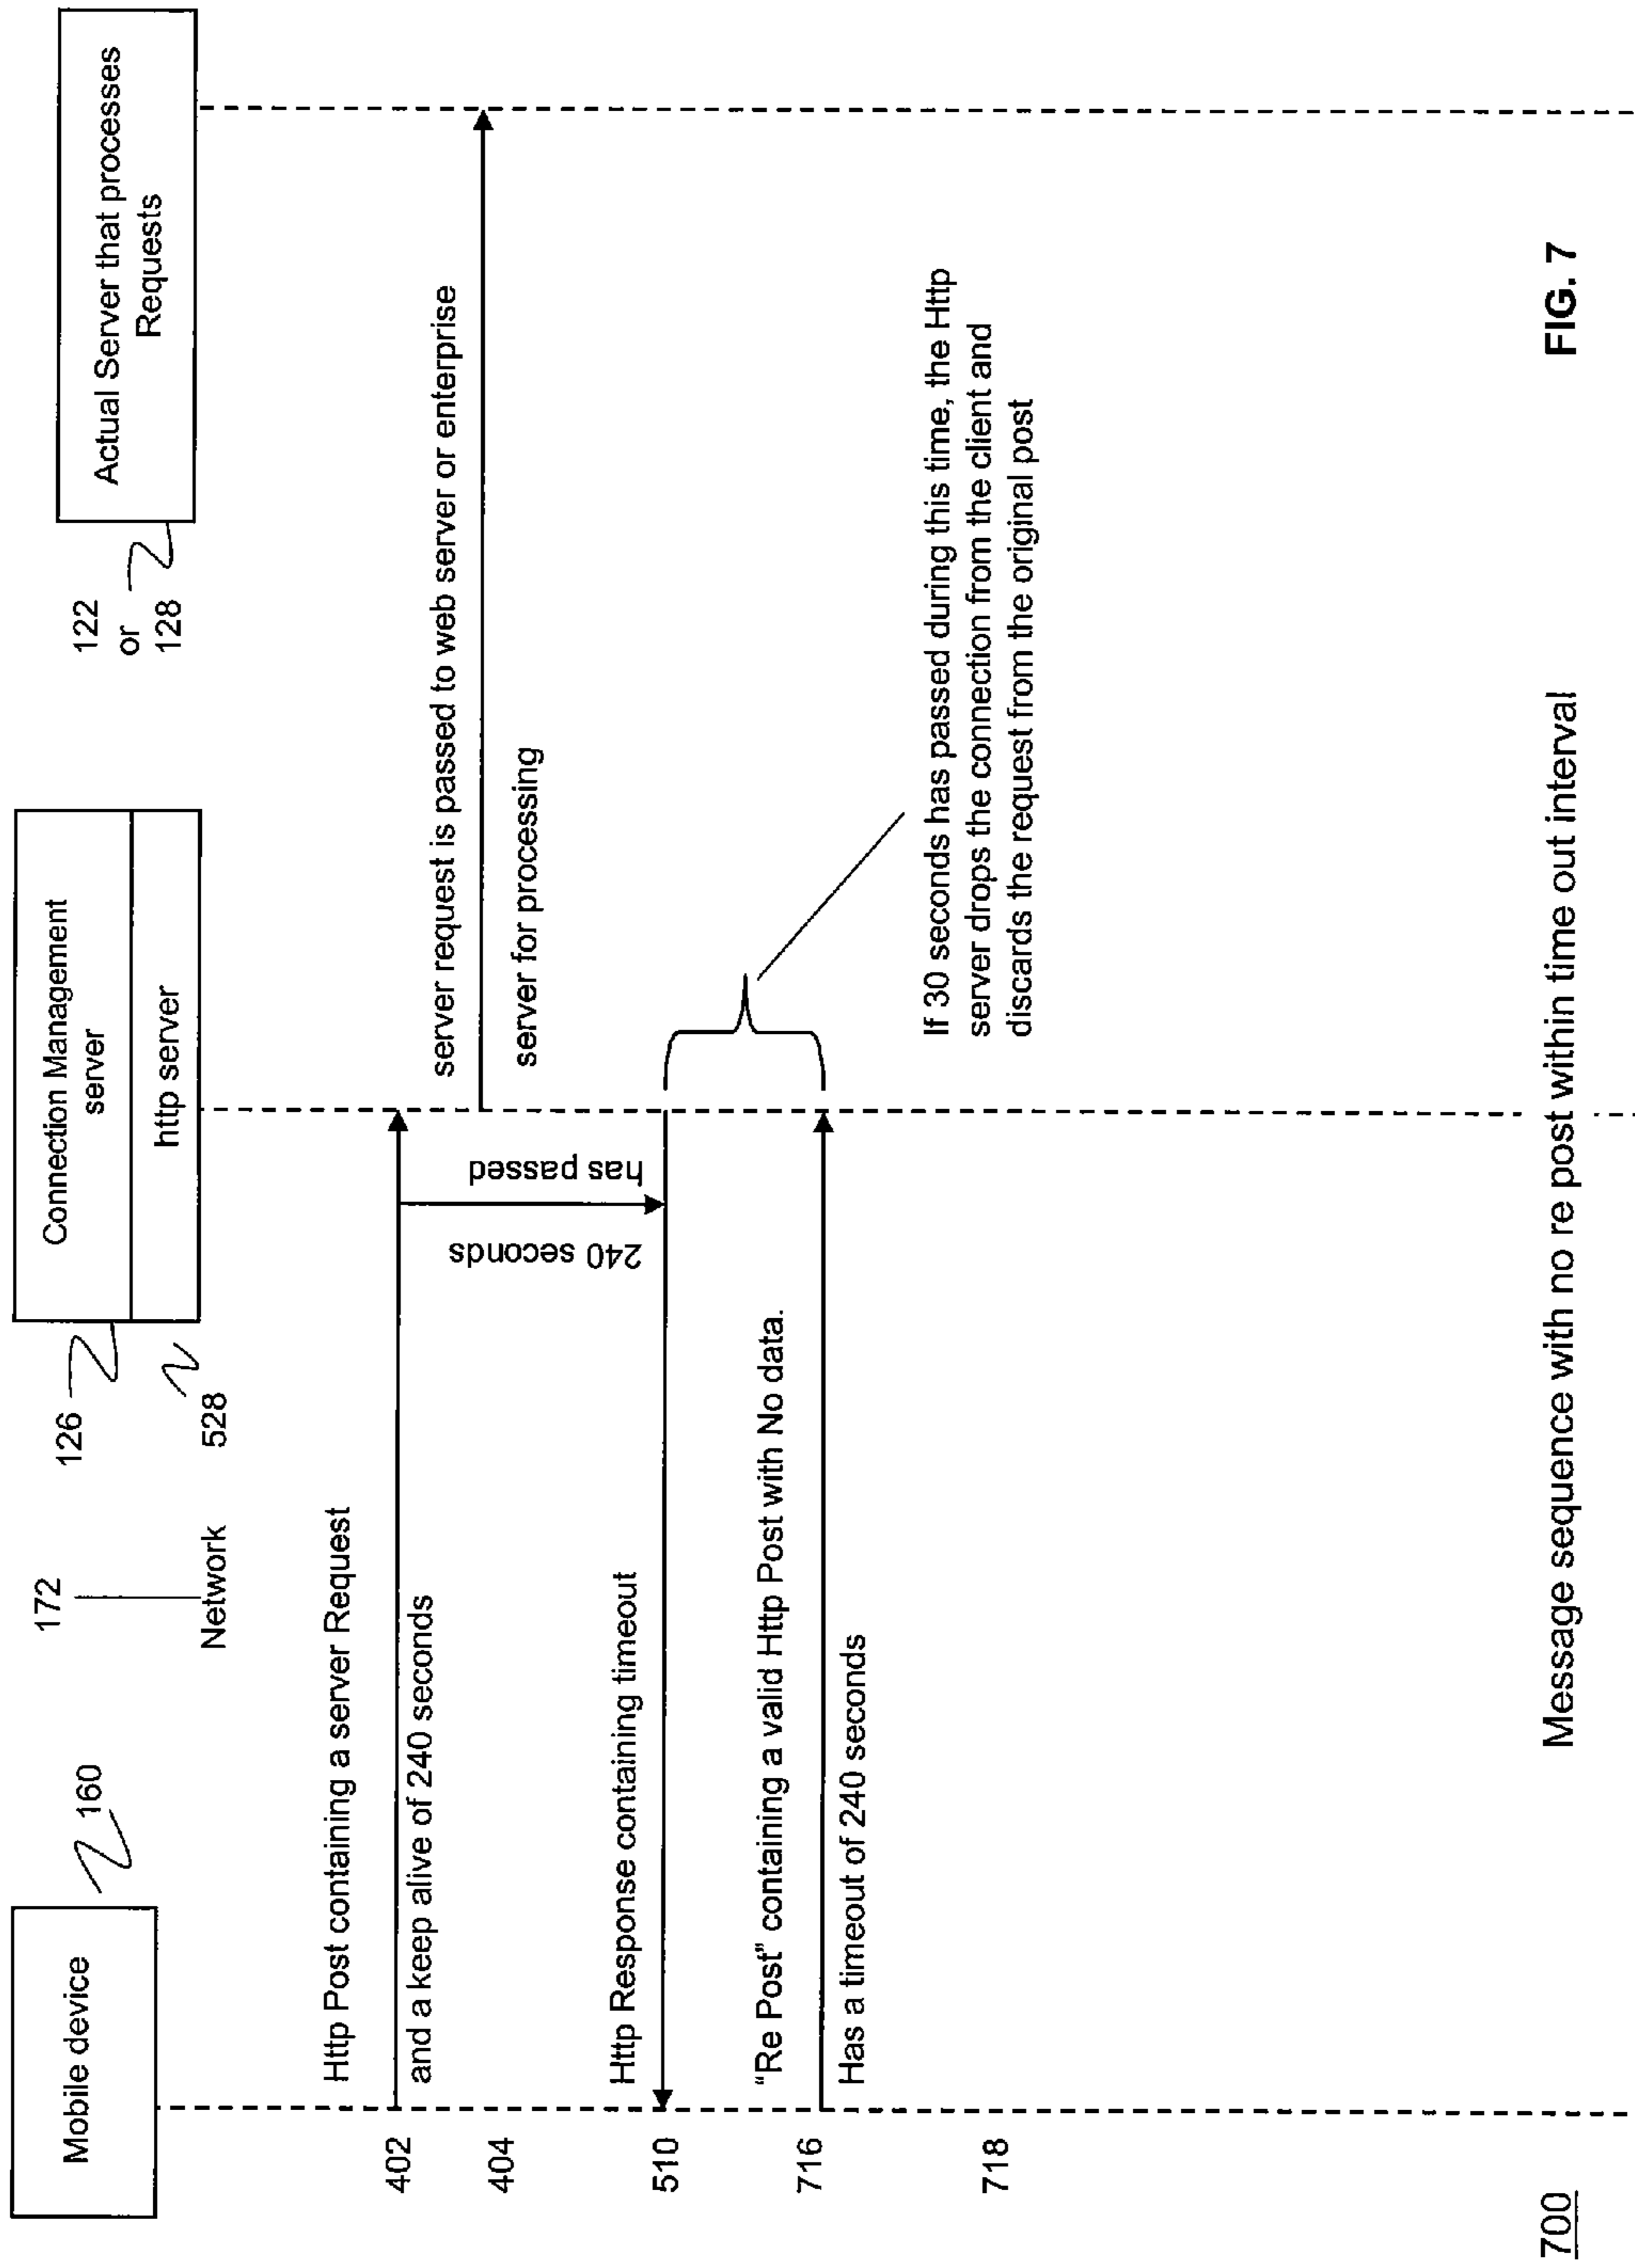 Mobile device
160
172
Network
126
528
Connection Management
server
http server
122
or
128
Actual Server that processes
Requests
402
Http Post containing a server Request
and a keep alive of 240 seconds
404
server request is passed to web server or enterprise
server for processing
240 seconds
has passed
510
Http Response containing timeout
716
“Re Post” containing a valid Http Post with No data.
Has a timeout of 240 seconds
718
If 30 seconds has passed during this time, the Http
server drops the connection from the client and
discards the request from the original post
700
Message sequence with no re post within time out interval
FIG. 7